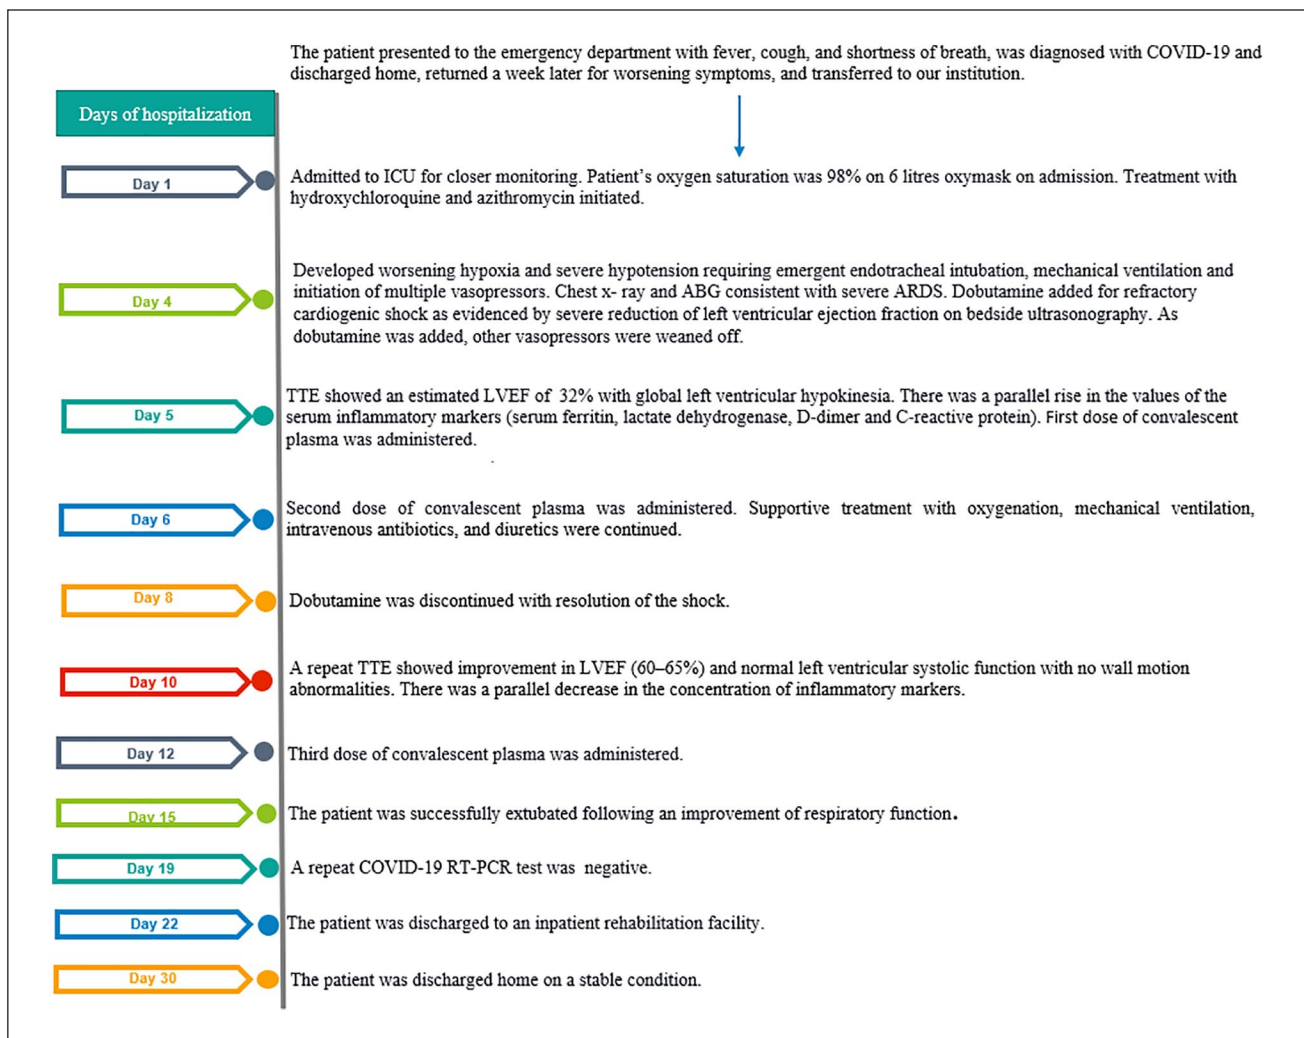 The patient presented to the emergency department with fever, cough, and shortness of breath, was diagnosed with COVID-19 and
discharged home, returned a week later for worsening symptoms, and transferred to our institution.
Days of hospitalization
Day 1
Admitted to ICU for closer monitoring. Patient’s oxygen saturation was 98% on 6 litres oxymask on admission. Treatment with
hydroxychloroquine and azithromycin initiated.
Day 4
Developed worsening hypoxia and severe hypotension requiring emergent endotracheal intubation, mechanical ventilation and
initiation of multiple vasopressors. Chest x- ray and ABG consistent with severe ARDS. Dobutamine added for refractory
cardiogenic shock as evidenced by severe reduction of left ventricular ejection fraction on bedside ultrasonography. As
dobutamine was added, other vasopressors were weaned off.
Day 5
TTE showed an estimated LVEF of 32% with global left ventricular hypokinesia. There was a parallel rise in the values of the
serum inflammatory markers (serum ferritin, lactate dehydrogenase, D-dimer and C-reactive protein). First dose of convalescent
plasma was administered.
Day 6
Second dose of convalescent plasma was administered. Supportive treatment with oxygenation, mechanical ventilation,
intravenous antibiotics, and diuretics were continued.
Day 8
Dobutamine was discontinued with resolution of the shock.
Day 10
A repeat TTE showed improvement in LVEF (60–65%) and normal left ventricular systolic function with no wall motion
abnormalities. There was a parallel decrease in the concentration of inflammatory markers.
Day 12
Third dose of convalescent plasma was administered.
Day 15
The patient was successfully extubated following an improvement of respiratory function.
Day 19
A repeat COVID-19 RT-PCR test was negative.
Day 22
The patient was discharged to an inpatient rehabilitation facility.
Day 30
The patient was discharged home on a stable condition.